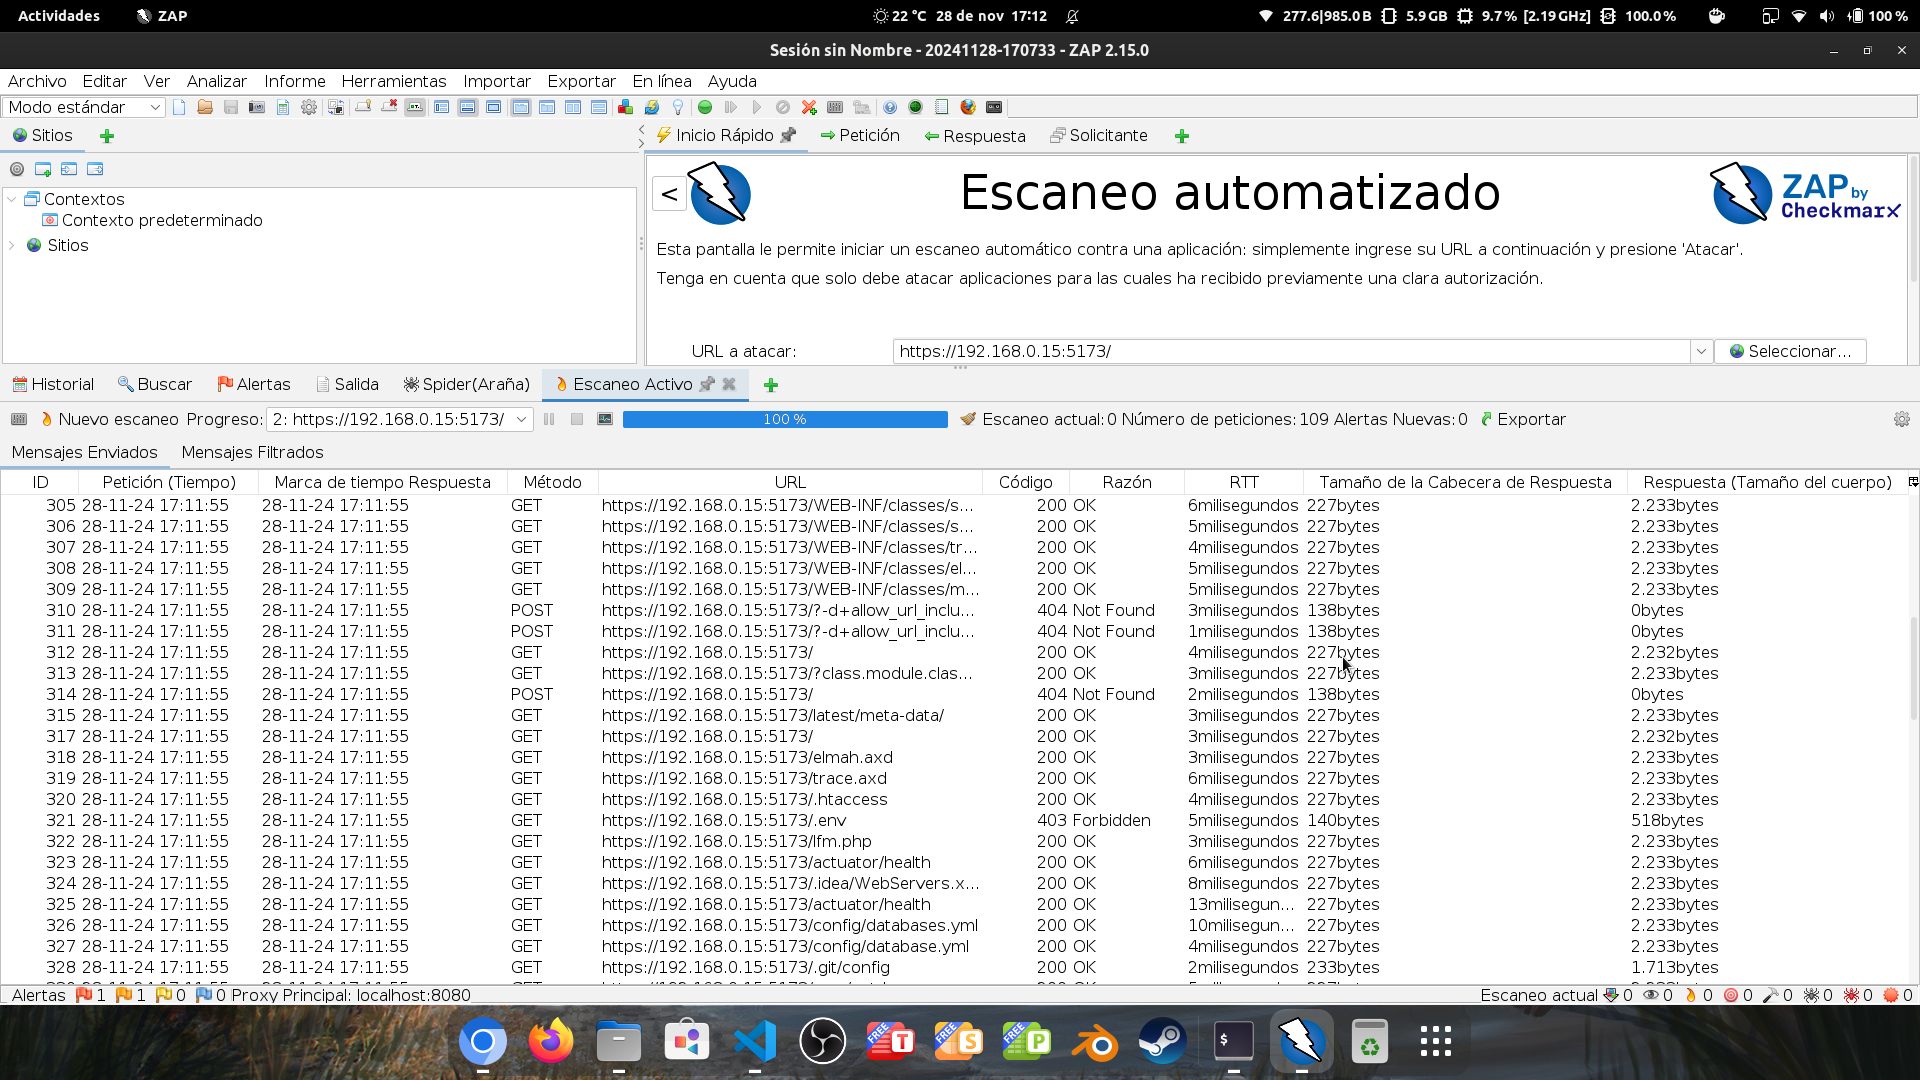 Actividades ZAP 22 °C 28 de nov 17:12 277.6|985.0 B 5.9 GB 9.7 % [2.19 GHz] 100.0 % 100 %
Sesión sin Nombre - 20241128-170733 - ZAP 2.15.0
Archivo Editar Ver Analizar Informe Herramientas Importar Exportar En línea Ayuda
Modo estándar
Sitios
Inicio Rápido Petición Respuesta Solicitante
Contextos
Contexto predeterminado
Sitios
< Escaneo automatizado
ZAP by Checkmarx
Esta pantalla le permite iniciar un escaneo automático contra una aplicación: simplemente ingrese su URL a continuación y presione 'Atacar'.
Tenga en cuenta que solo debe atacar aplicaciones para las cuales ha recibido previamente una clara autorización.
URL a atacar: https://192.168.0.15:5173/ Seleccionar...
Historial Buscar Alertas Salida Spider(Araña) Escaneo Activo
Nuevo escaneo Progreso: 2: https://192.168.0.15:5173/ 100 % Escaneo actual: 0 Número de peticiones: 109 Alertas Nuevas: 0 Exportar
Mensajes Enviados Mensajes Filtrados
ID Petición (Tiempo) Marca de tiempo Respuesta Método URL Código Razón RTT Tamaño de la Cabecera de Respuesta Respuesta (Tamaño del cuerpo)
305 28-11-24 17:11:55 28-11-24 17:11:55 GET https://192.168.0.15:5173/WEB-INF/classes/s... 200 OK 6milisegundos 227bytes 2.233bytes
306 28-11-24 17:11:55 28-11-24 17:11:55 GET https://192.168.0.15:5173/WEB-INF/classes/s... 200 OK 5milisegundos 227bytes 2.233bytes
307 28-11-24 17:11:55 28-11-24 17:11:55 GET https://192.168.0.15:5173/WEB-INF/classes/tr... 200 OK 4milisegundos 227bytes 2.233bytes
308 28-11-24 17:11:55 28-11-24 17:11:55 GET https://192.168.0.15:5173/WEB-INF/classes/el... 200 OK 5milisegundos 227bytes 2.233bytes
309 28-11-24 17:11:55 28-11-24 17:11:55 GET https://192.168.0.15:5173/WEB-INF/classes/m... 200 OK 5milisegundos 227bytes 2.233bytes
310 28-11-24 17:11:55 28-11-24 17:11:55 POST https://192.168.0.15:5173/?-d+allow_url_inclu... 404 Not Found 3milisegundos 138bytes 0bytes
311 28-11-24 17:11:55 28-11-24 17:11:55 POST https://192.168.0.15:5173/?-d+allow_url_inclu... 404 Not Found 1milisegundos 138bytes 0bytes
312 28-11-24 17:11:55 28-11-24 17:11:55 GET https://192.168.0.15:5173/ 200 OK 4milisegundos 227bytes 2.232bytes
313 28-11-24 17:11:55 28-11-24 17:11:55 GET https://192.168.0.15:5173/?class.module.clas... 200 OK 3milisegundos 227bytes 2.233bytes
314 28-11-24 17:11:55 28-11-24 17:11:55 POST https://192.168.0.15:5173/ 404 Not Found 2milisegundos 138bytes 0bytes
315 28-11-24 17:11:55 28-11-24 17:11:55 GET https://192.168.0.15:5173/latest/meta-data/ 200 OK 3milisegundos 227bytes 2.233bytes
317 28-11-24 17:11:55 28-11-24 17:11:55 GET https://192.168.0.15:5173/ 200 OK 3milisegundos 227bytes 2.232bytes
318 28-11-24 17:11:55 28-11-24 17:11:55 GET https://192.168.0.15:5173/elmah.axd 200 OK 3milisegundos 227bytes 2.233bytes
319 28-11-24 17:11:55 28-11-24 17:11:55 GET https://192.168.0.15:5173/trace.axd 200 OK 6milisegundos 227bytes 2.233bytes
320 28-11-24 17:11:55 28-11-24 17:11:55 GET https://192.168.0.15:5173/.htaccess 200 OK 4milisegundos 227bytes 2.233bytes
321 28-11-24 17:11:55 28-11-24 17:11:55 GET https://192.168.0.15:5173/.env 403 Forbidden 5milisegundos 140bytes 518bytes
322 28-11-24 17:11:55 28-11-24 17:11:55 GET https://192.168.0.15:5173/lfm.php 200 OK 3milisegundos 227bytes 2.233bytes
323 28-11-24 17:11:55 28-11-24 17:11:55 GET https://192.168.0.15:5173/actuator/health 200 OK 6milisegundos 227bytes 2.233bytes
324 28-11-24 17:11:55 28-11-24 17:11:55 GET https://192.168.0.15:5173/.idea/WebServers.x... 200 OK 8milisegundos 227bytes 2.233bytes
325 28-11-24 17:11:55 28-11-24 17:11:55 GET https://192.168.0.15:5173/actuator/health 200 OK 13milisegun... 227bytes 2.233bytes
326 28-11-24 17:11:55 28-11-24 17:11:55 GET https://192.168.0.15:5173/config/databases.yml 200 OK 10milisegun... 227bytes 2.233bytes
327 28-11-24 17:11:55 28-11-24 17:11:55 GET https://192.168.0.15:5173/config/database.yml 200 OK 4milisegundos 227bytes 2.233bytes
328 28-11-24 17:11:55 28-11-24 17:11:55 GET https://192.168.0.15:5173/.git/config 200 OK 2milisegundos 233bytes 1.713bytes
Alertas 1 1 0 0 Proxy Principal: localhost:8080 Escaneo actual 0 0 0 0 0 0 0 0
FREE T FREE S FREE P $